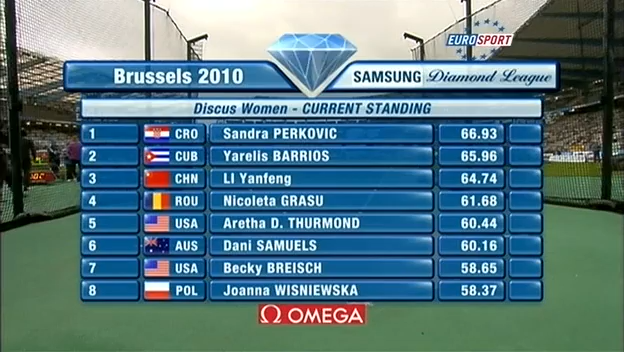 EUROSPORT
Brussels 2010 SAMSUNG Diamond League
Discus Women - CURRENT STANDING
1 CRO Sandra PERKOVIC 66.93
2 CUB Yarelis BARRIOS 65.96
3 CHN LI Yanfeng 64.74
4 ROU Nicoleta GRASU 61.68
5 USA Aretha D. THURMOND 60.44
6 AUS Dani SAMUELS 60.16
7 USA Becky BREISCH 58.65
8 POL Joanna WISNIEWSKA 58.37
Ω OMEGA